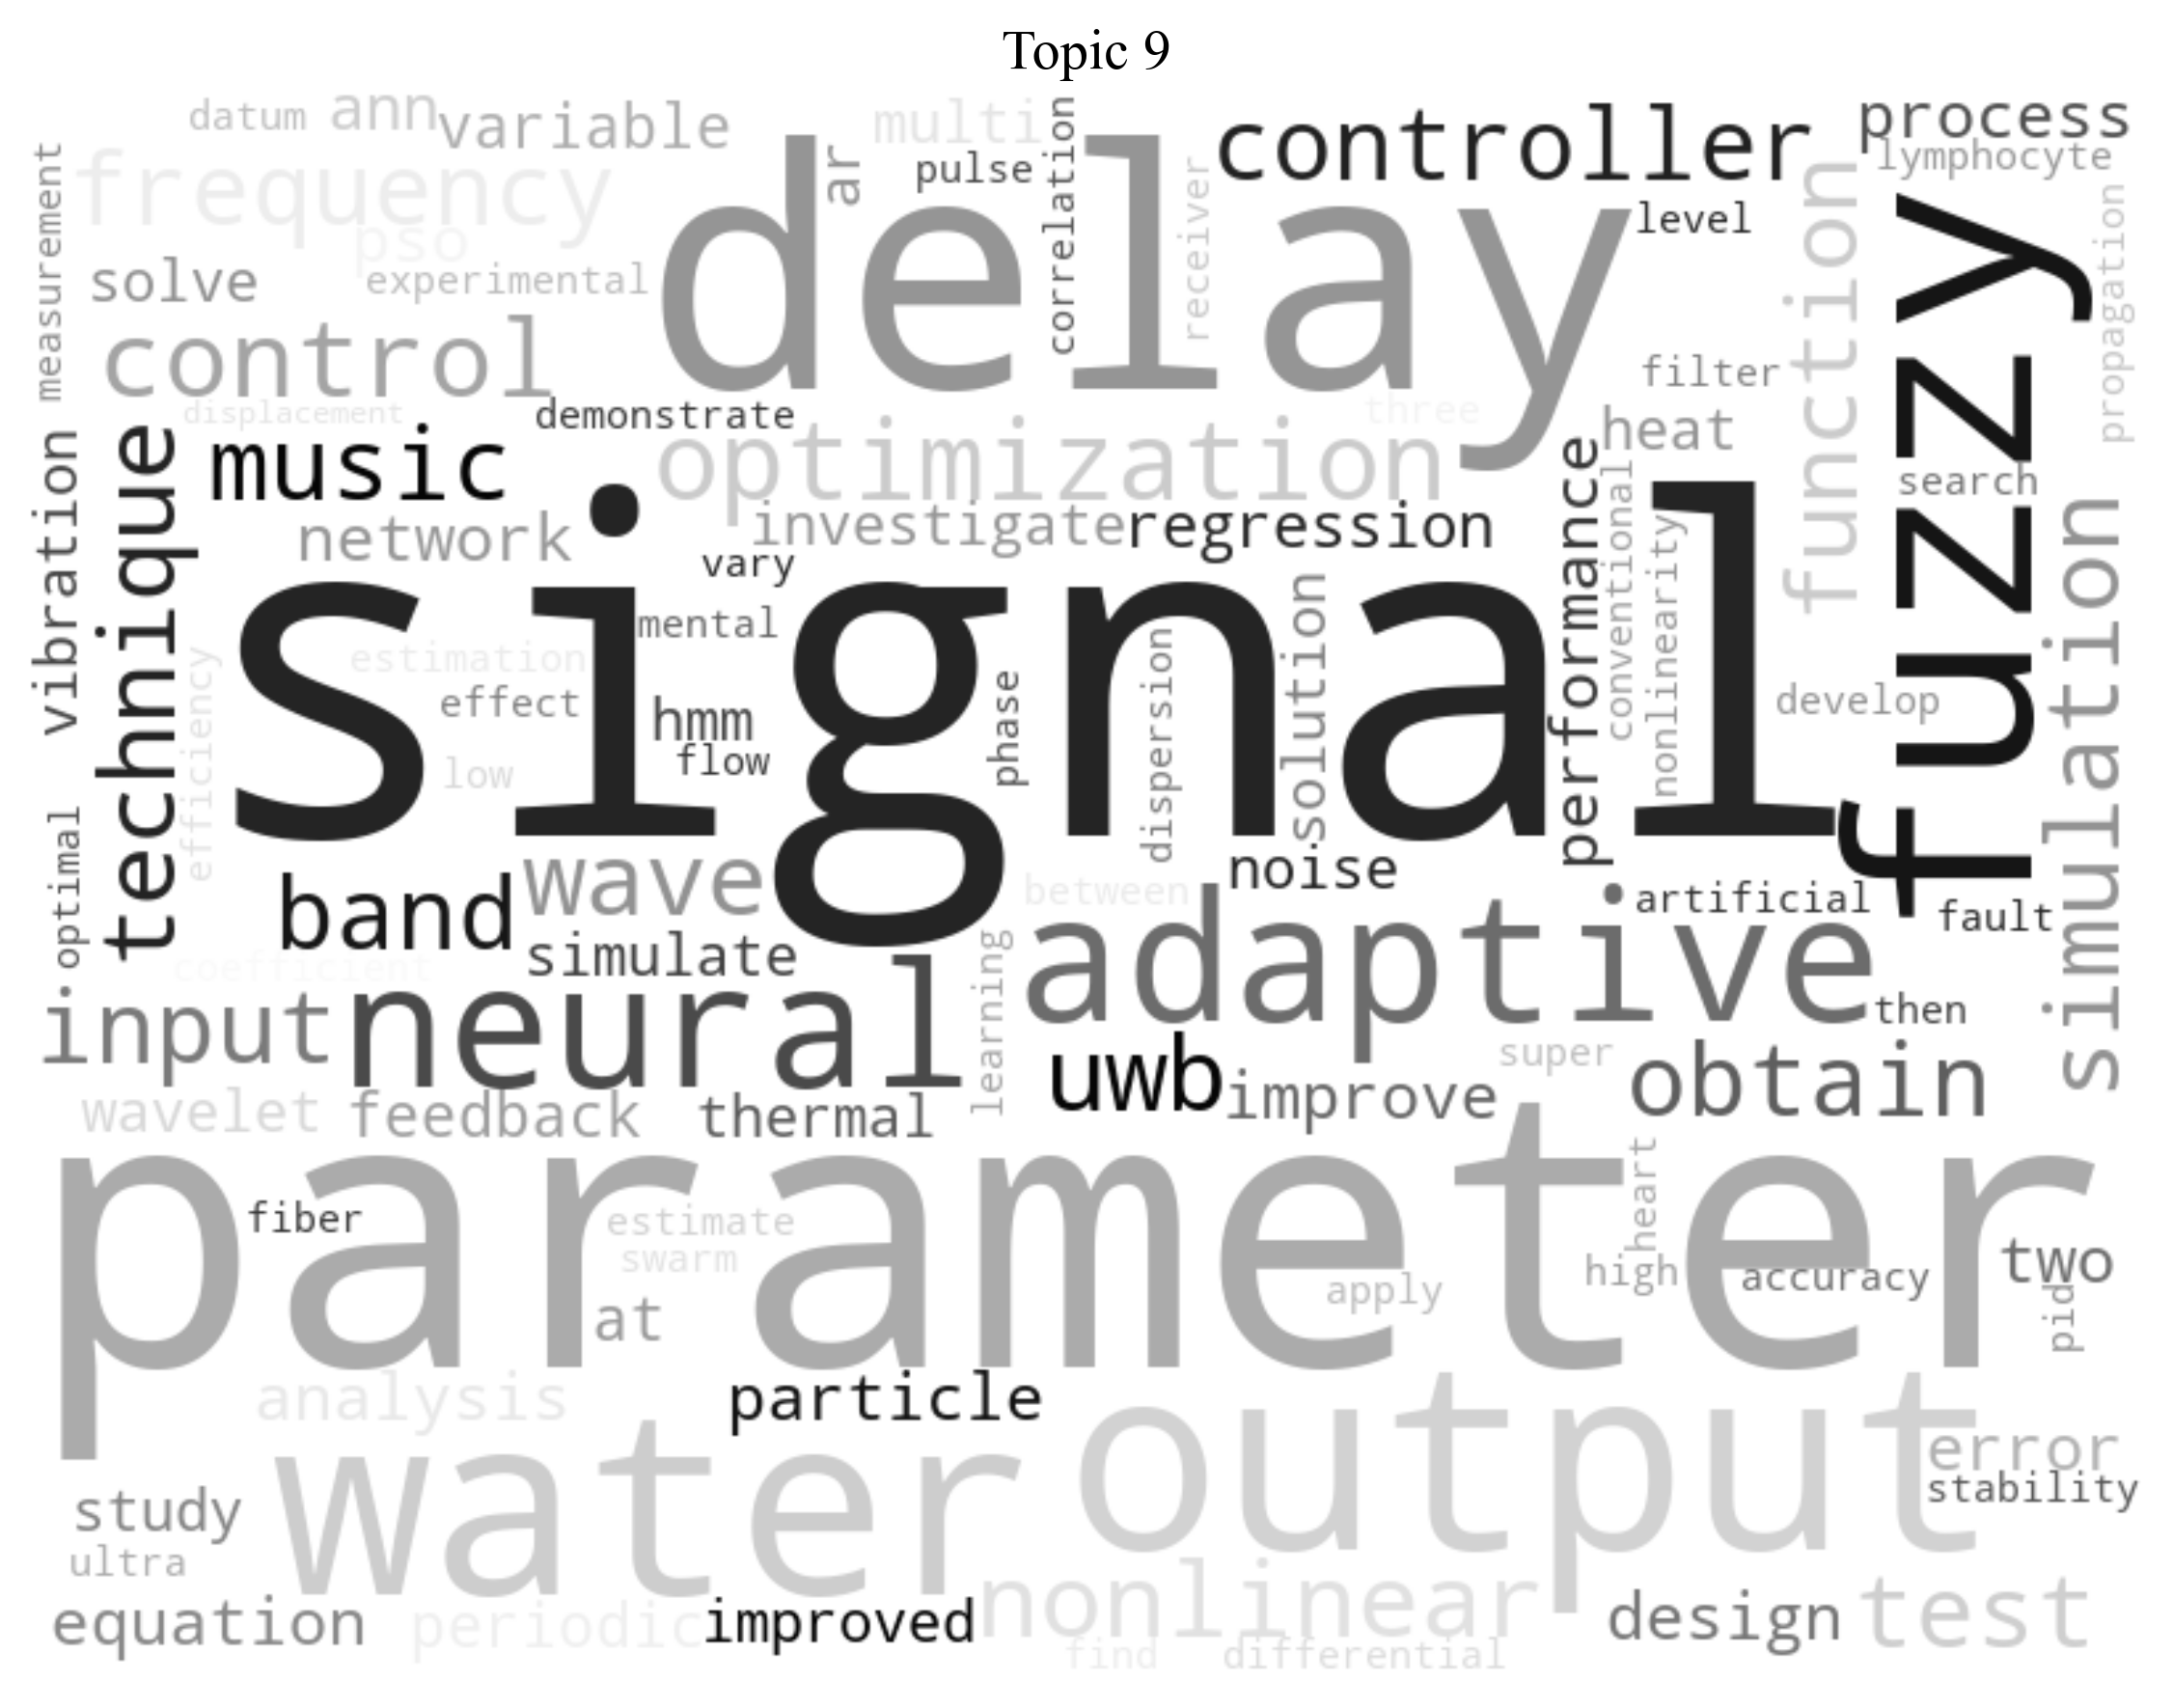 Topic 9
datum
ann
variable
multi
correlation
controller
process
lymphocyte
measurement
frequency
delay
ar
pulse
receiver
level
function
fuzzy
propagation
pso
solve
experimental
control
filter
displacement
demonstrate
three
heat
vibration
technique
music
optimization
performance
conventional
search
network
investigate
regression
nonlinearity
simulation
vary
signal
mental
solution
dispersion
estimation
efficiency
effect
hmm
phase
develop
flow
low
optimal
band
wave
noise
between
artificial
fault
simulate
adaptive
coefficient
learning
input
neural
then
uwb
super
obtain
wavelet
feedback
thermal
improve
parameter
heart
fiber
estimate
swarm
high
accuracy
two
apply
at
pid
analysis
particle
water
output
error
stability
study
ultra
nonlinear
equation
periodic
improved
design
test
find
differential